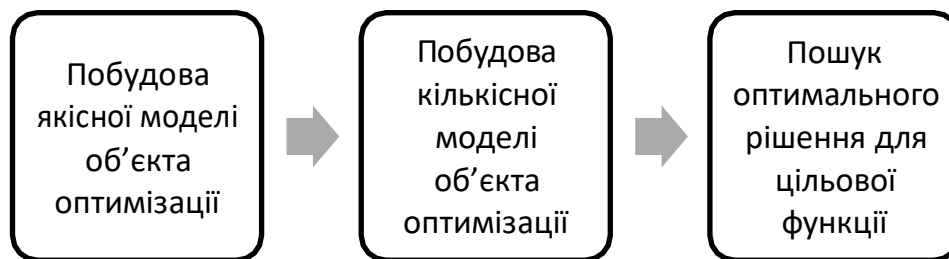 Побудова
якісної моделі
об’єкта
оптимізації
Побудова
кількісної
моделі
об’єкта
оптимізації
Пошук
оптимального
рішення для
цільової
функції